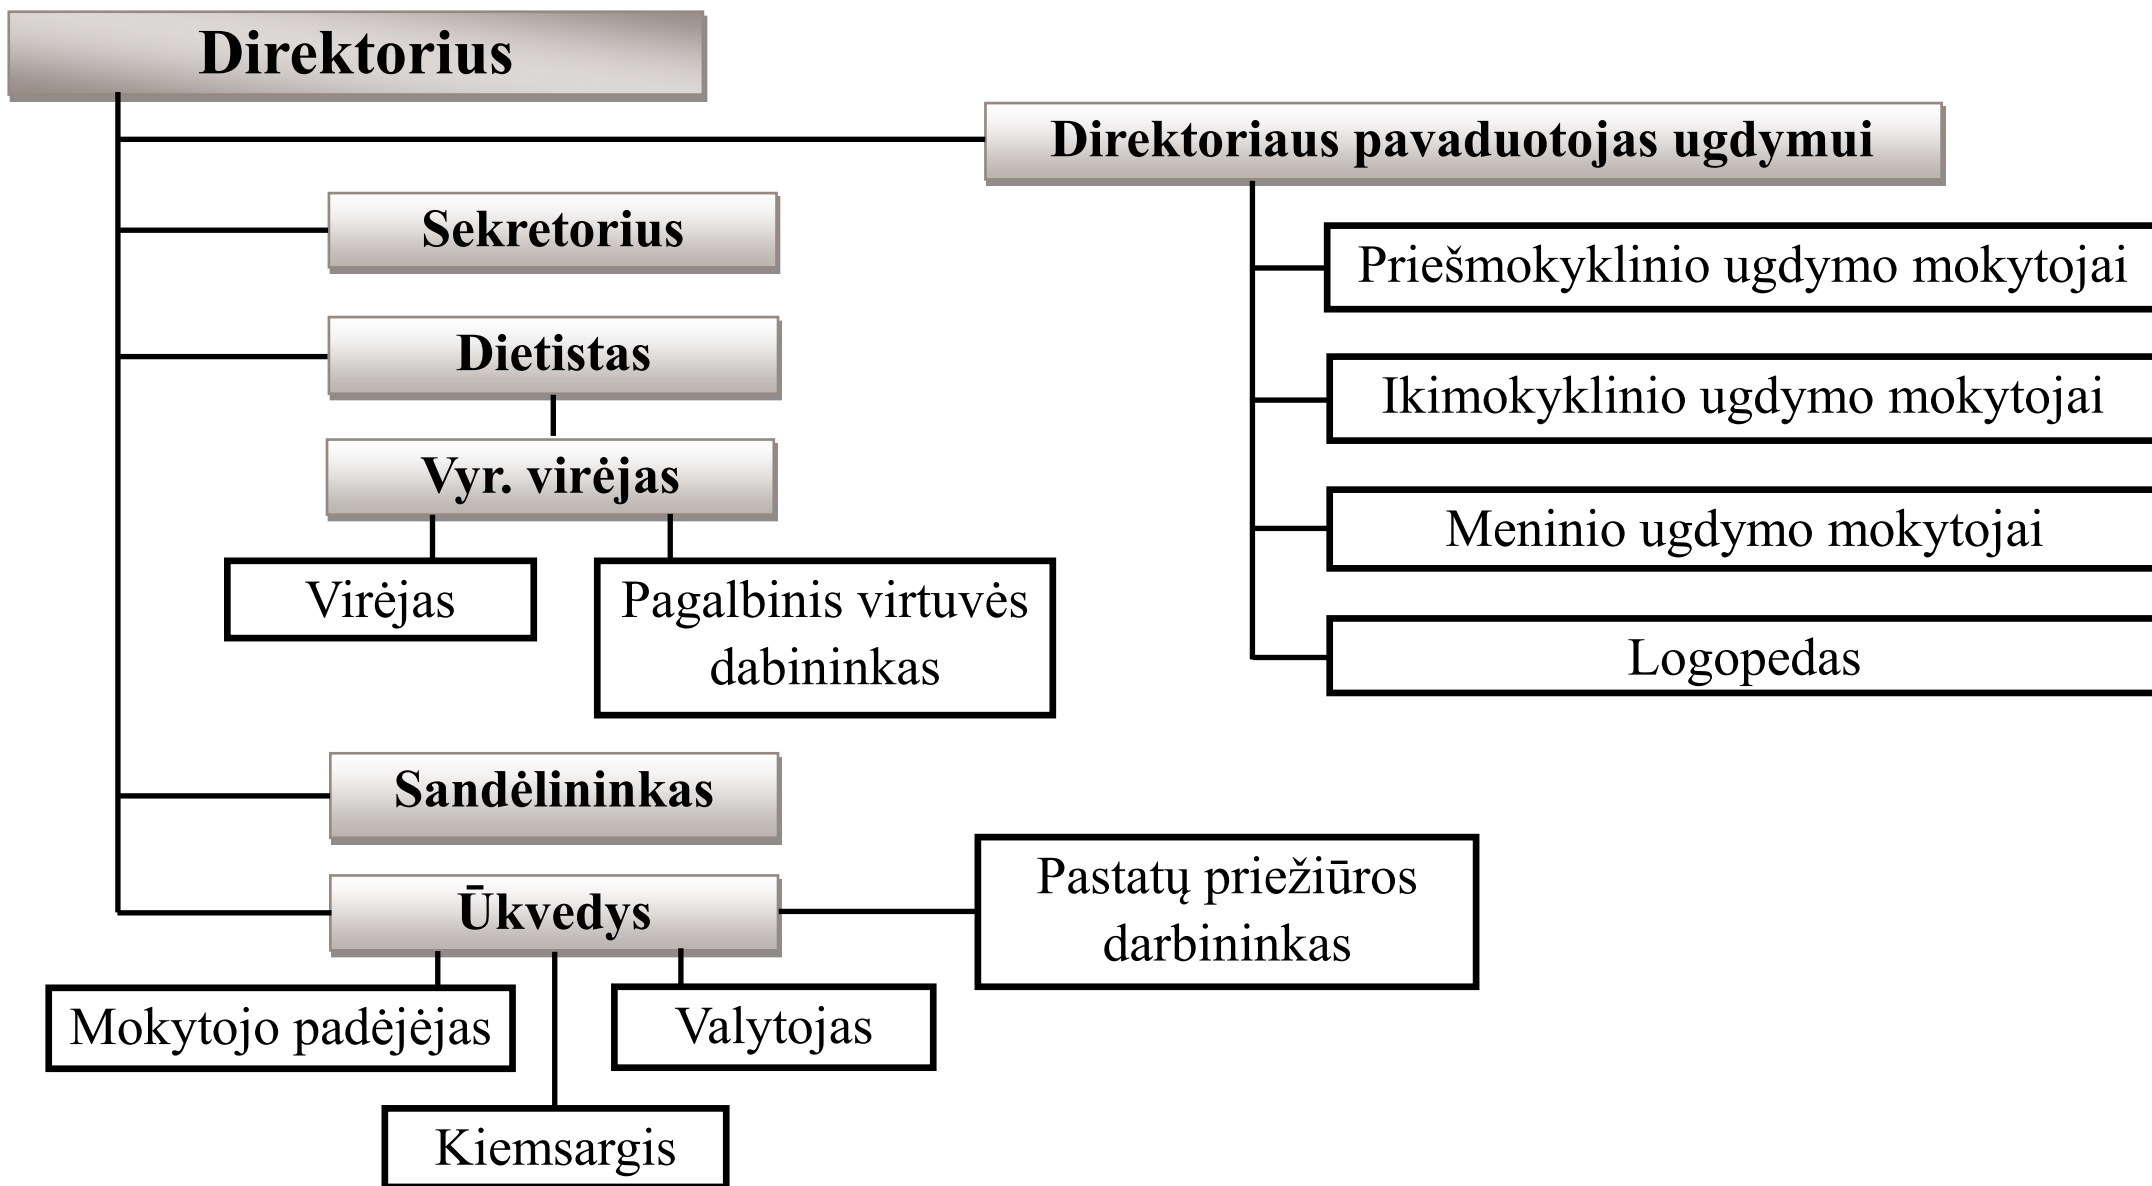 Direktorius
Direktoriaus pavaduotojas ugdymui
Sekretorius
Priešmokyklinio ugdymo mokytojai
Dietistas
Ikimokyklinio ugdymo mokytojai
Vyr. virėjas
Meninio ugdymo mokytojai
Virėjas
Pagalbinis virtuvės
dabininkas
Logopedas
Sandėlininkas
Ūkvedys
Pastatų priežiūros
darbininkas
Mokytojo padėjėjas
Valytojas
Kiemsargis